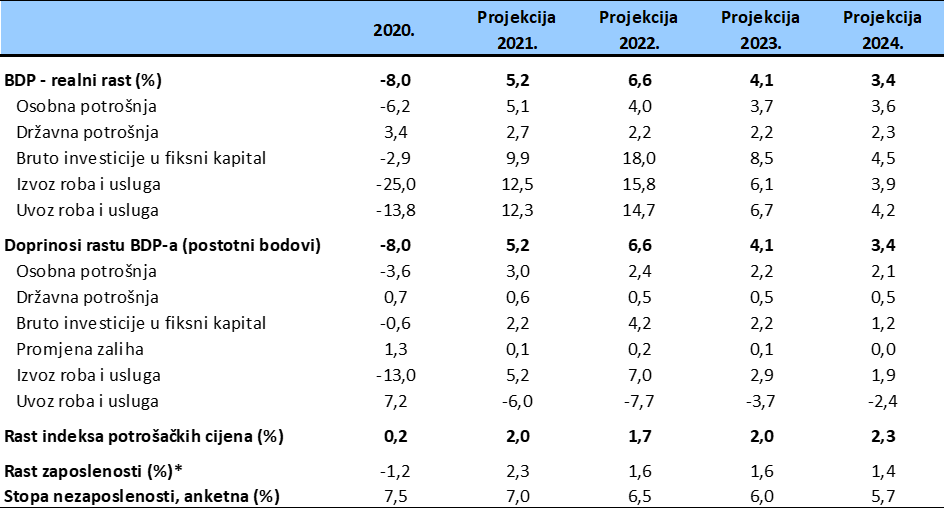 2020. Projekcija 2021. Projekcija 2022. Projekcija 2023. Projekcija 2024.
BDP - realni rast (%) -8,0 5,2 6,6 4,1 3,4
Osobna potrošnja -6,2 5,1 4,0 3,7 3,6
Državna potrošnja 3,4 2,7 2,2 2,2 2,3
Bruto investicije u fiksni kapital -2,9 9,9 18,0 8,5 4,5
Izvoz roba i usluga -25,0 12,5 15,8 6,1 3,9
Uvoz roba i usluga -13,8 12,3 14,7 6,7 4,2
Doprinosi rastu BDP-a (postotni bodovi) -8,0 5,2 6,6 4,1 3,4
Osobna potrošnja -3,6 3,0 2,4 2,2 2,1
Državna potrošnja 0,7 0,6 0,5 0,5 0,5
Bruto investicije u fiksni kapital -0,6 2,2 4,2 2,2 1,2
Promjena zaliha 1,3 0,1 0,2 0,1 0,0
Izvoz roba i usluga -13,0 5,2 7,0 2,9 1,9
Uvoz roba i usluga 7,2 -6,0 -7,7 -3,7 -2,4
Rast indeksa potrošačkih cijena (%) 0,2 2,0 1,7 2,0 2,3
Rast zaposlenosti (%)* -1,2 2,3 1,6 1,6 1,4
Stopa nezaposlenosti, anketna (%) 7,5 7,0 6,5 6,0 5,7